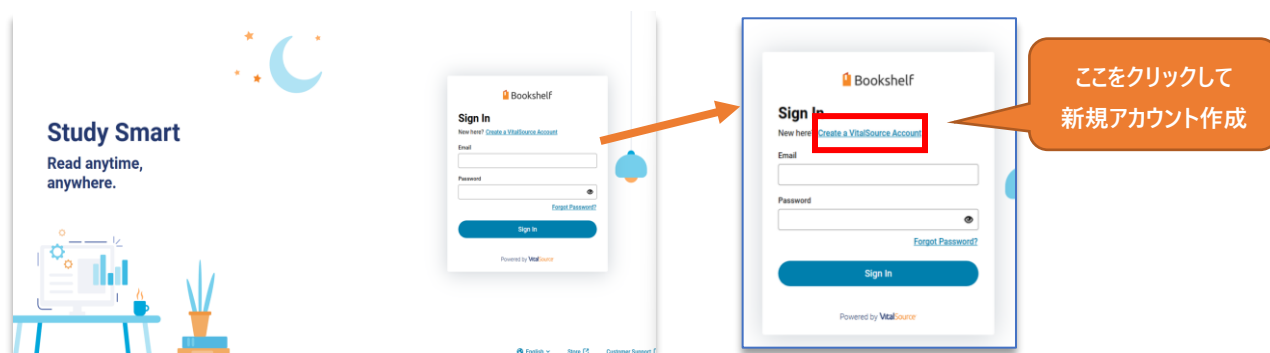 Study Smart
Read anytime,
anywhere.
Bookshelf
Sign In
New here? Create a VitalSource Account
Email
Password
Forgot Password?
Sign In
Powered by VitalSource
English
Store
Customer Support
Bookshelf
Sign In
New here? Create a VitalSource Account
Email
Password
Forgot Password?
Sign In
Powered by VitalSource
ここをクリックして
新規アカウント作成